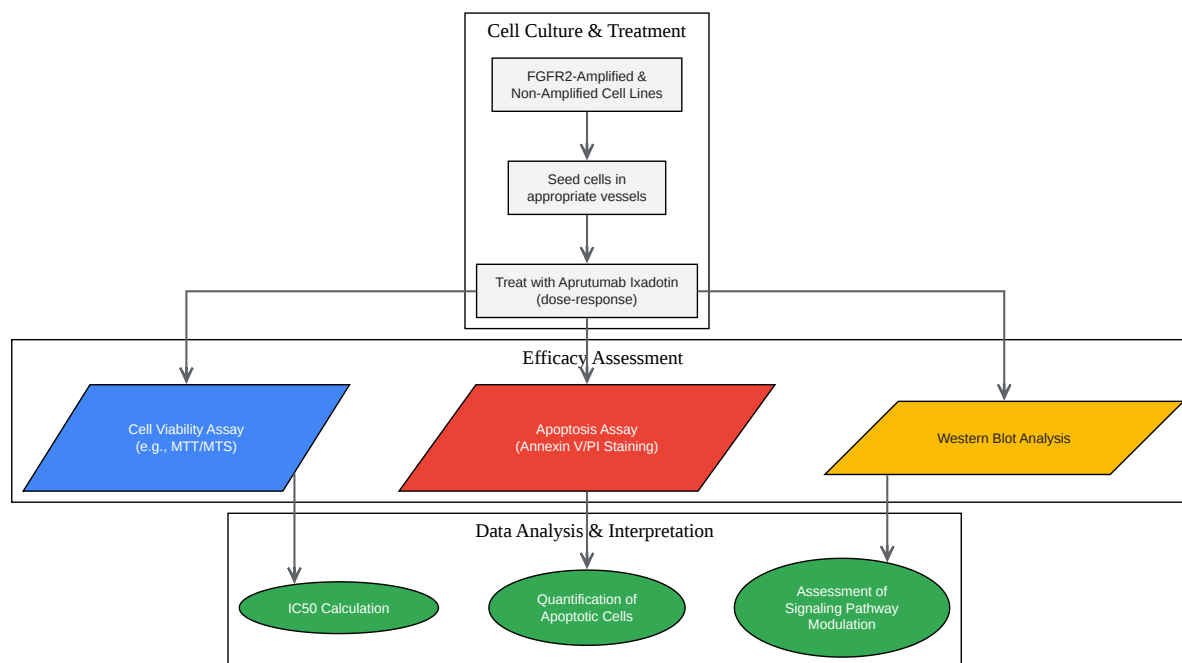 Cell Culture & Treatment
FGFR2-Amplified &
Non-Amplified Cell Lines
Seed cells in
appropriate vessels
Treat with Aprutumab Ixadotin
(dose-response)
Efficacy Assessment
Cell Viability Assay
(e.g., MTT/MTS)
Apoptosis Assay
(Annexin V/PI Staining)
Western Blot Analysis
Data Analysis & Interpretation
IC50 Calculation
Quantification of
Apoptotic Cells
Assessment of
Signaling Pathway
Modulation